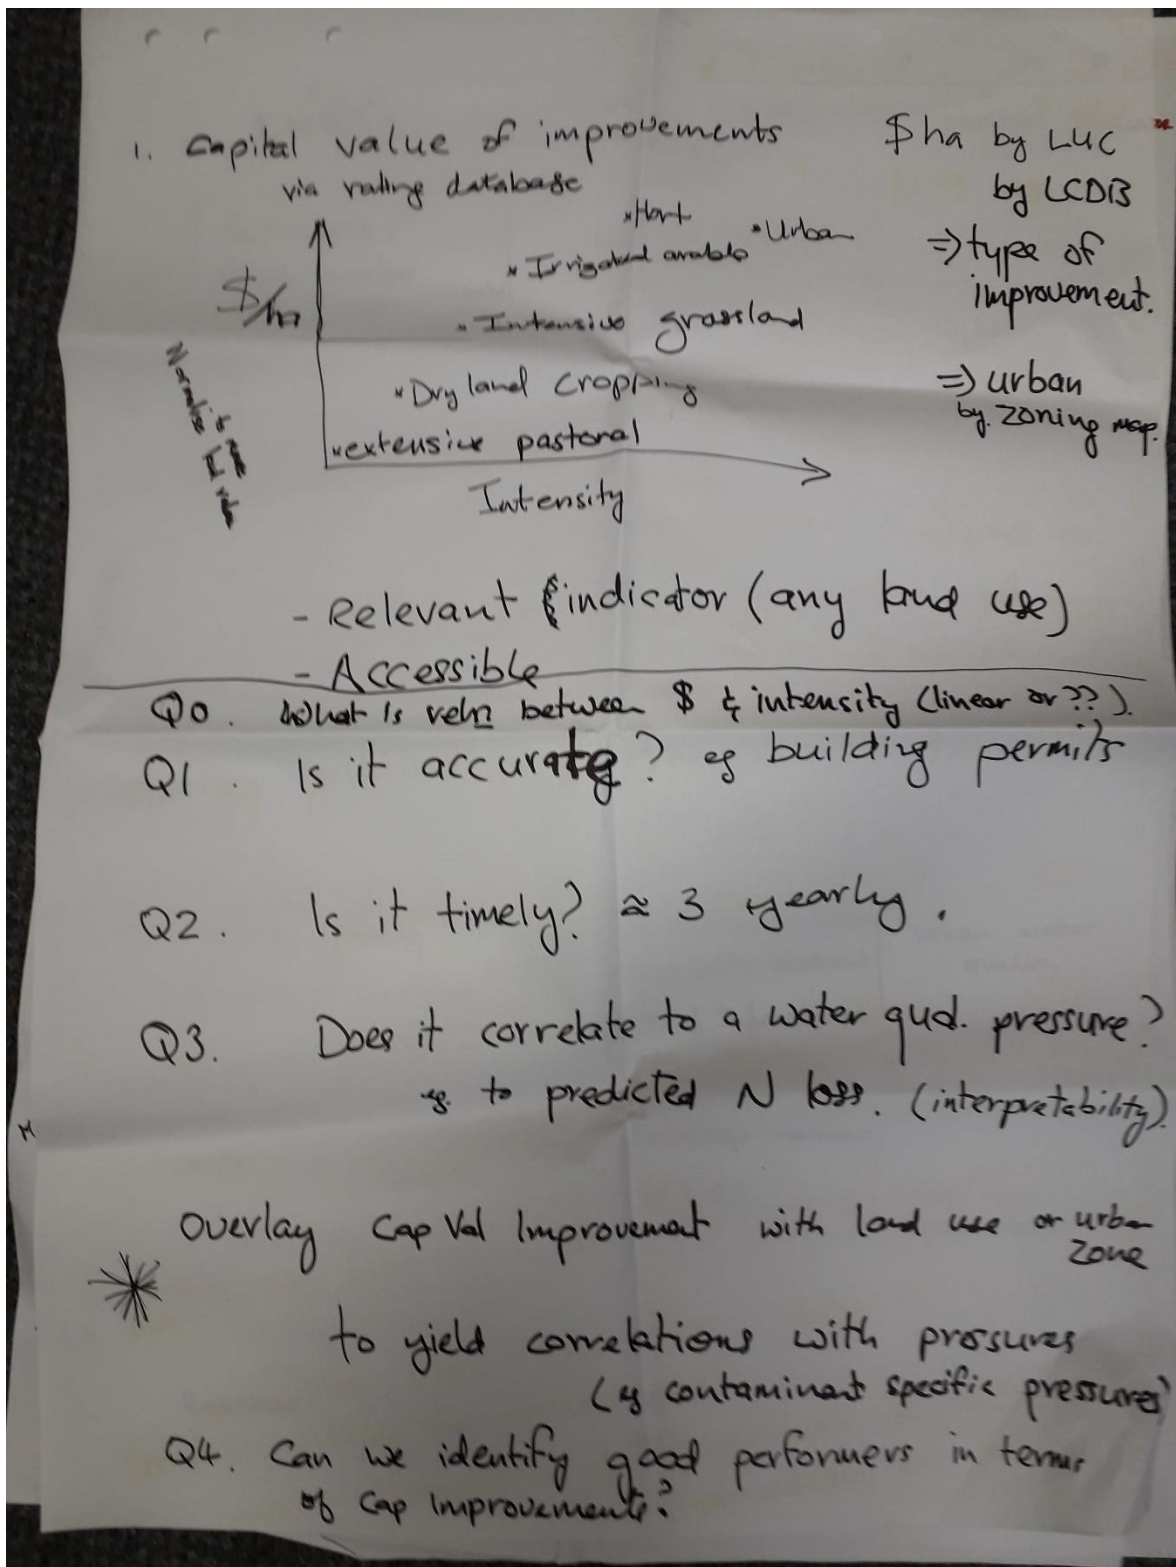 1. Capital value of improvements
via rating database
$ha by LUC
by LCDB
⇒ type of
improvement.
⇒ urban
by zoning map.
$/ha
Normalise it
×Hort
×Urban
×Irrigated arable
×Intensive grassland
×Dry land cropping
×extensive pastoral
Intensity
- Relevant indicator (any land use)
- Accessible
Q0. What is reln between $ & intensity (linear or ??).
Q1. Is it accurate? eg building permits
Q2. Is it timely? ≈ 3 yearly.
Q3. Does it correlate to a water qual. pressure?
eg. to predicted N loss. (interpretability).
Overlay Cap Val Improvement with land use or urban
zone
to yield correlations with pressures
(eg contaminant specific pressures)
Q4. Can we identify good performers in terms
of Cap Improvements?